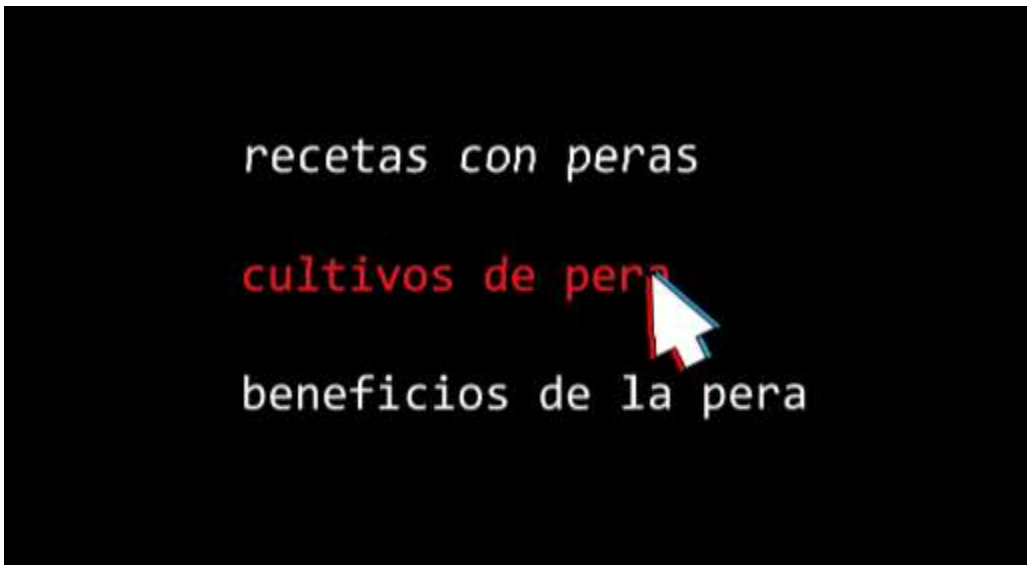 recetas con peras
cultivos de pera
beneficios de la pera